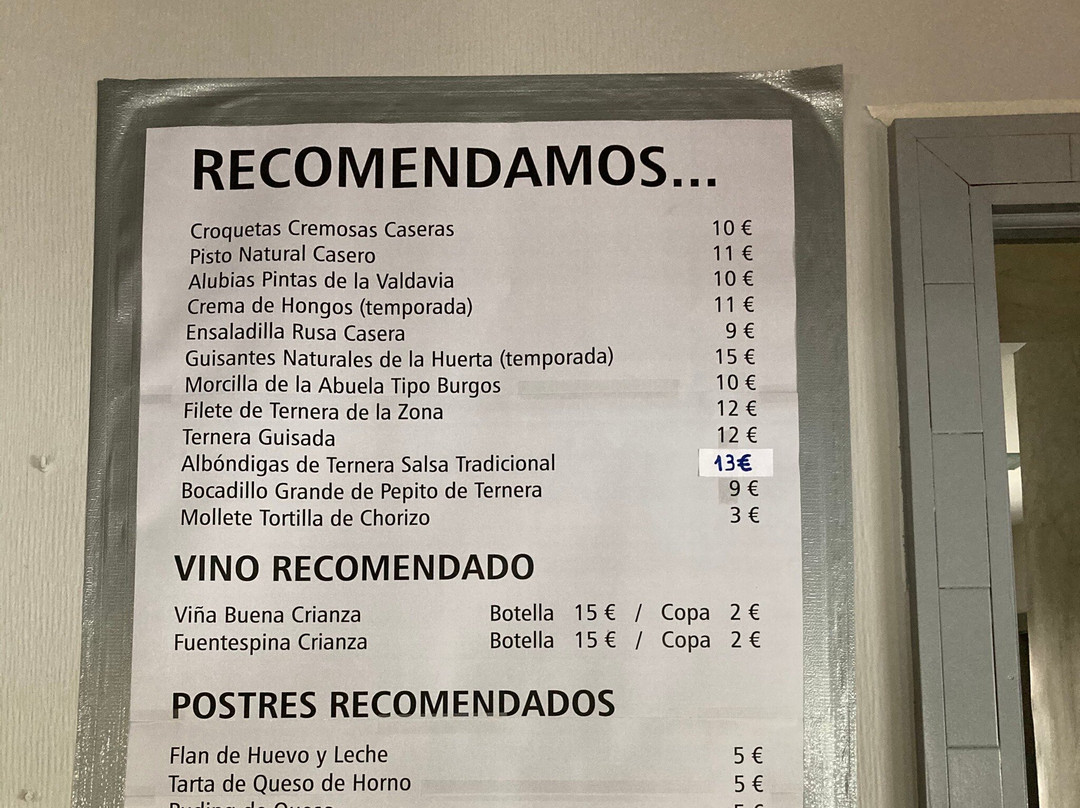 RECOMENDAMOS...
Croquetas Cremosas Caseras 10 €
Pisto Natural Casero 11 €
Alubias Pintas de la Valdavia 10 €
Crema de Hongos (temporada) 11 €
Ensaladilla Rusa Casera 9 €
Guisantes Naturales de la Huerta (temporada) 15 €
Morcilla de la Abuela Tipo Burgos 10 €
Filete de Ternera de la Zona 12 €
Ternera Guisada 12 €
Albóndigas de Ternera Salsa Tradicional 13€
Bocadillo Grande de Pepito de Ternera 9 €
Mollete Tortilla de Chorizo 3 €
VINO RECOMENDADO
Viña Buena Crianza Botella 15 € / Copa 2 €
Fuentespina Crianza Botella 15 € / Copa 2 €
POSTRES RECOMENDADOS
Flan de Huevo y Leche 5 €
Tarta de Queso de Horno 5 €